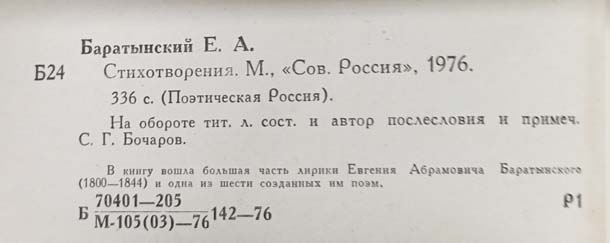 Баратынский Е. А.
Б24 Стихотворения. М., «Сов. Россия», 1976.
336 с. (Поэтическая Россия).
На обороте тит. л. сост. и автор послесловия и примеч.
С. Г. Бочаров.
В книгу вошла большая часть лирики Евгения Абрамовича Баратынского
(1800—1844) и одна из шести созданных им поэм.
70401—205
Б 142—76 Р1
М-105(03)—76